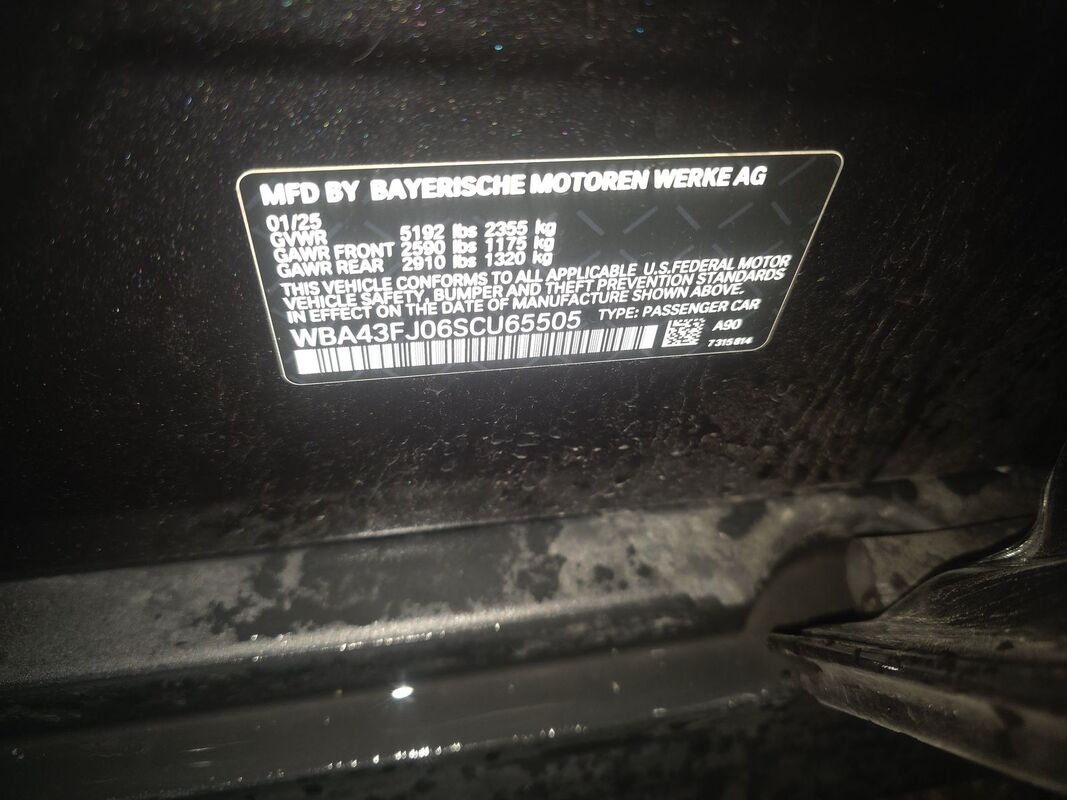 MFD BY BAYERISCHE MOTOREN WERKE AG
01/25
GVWR 5192 lbs 2355 kg
GAWR FRONT 2590 lbs 1175 kg
GAWR REAR 2910 lbs 1320 kg
THIS VEHICLE CONFORMS TO ALL APPLICABLE U.S.FEDERAL MOTOR
VEHICLE SAFETY, BUMPER AND THEFT PREVENTION STANDARDS
IN EFFECT ON THE DATE OF MANUFACTURE SHOWN ABOVE.
WBA43FJ06SCU65505 TYPE: PASSENGER CAR
A90
7315814